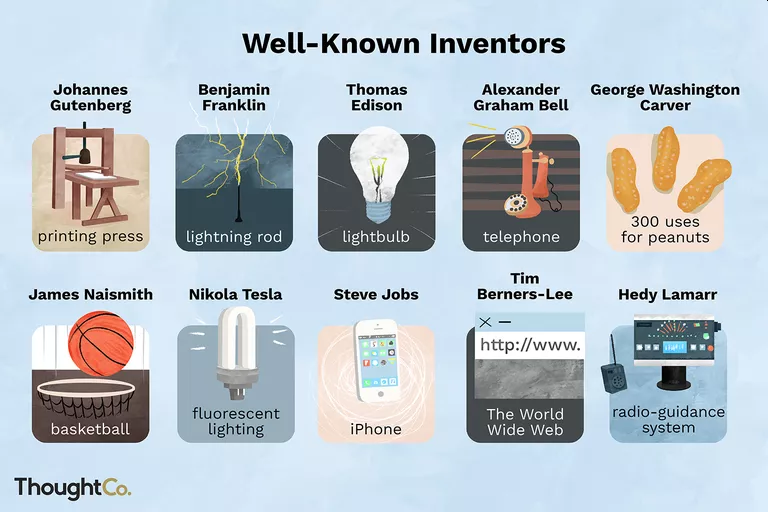 Well-Known Inventors
Johannes
Gutenberg
printing press
Benjamin
Franklin
lightning rod
Thomas
Edison
lightbulb
Alexander
Graham Bell
telephone
George Washington
Carver
300 uses
for peanuts
James Naismith
basketball
Nikola Tesla
fluorescent
lighting
Steve Jobs
iPhone
Tim
Berners-Lee
http://www.
The World
Wide Web
Hedy Lamarr
radio-guidance
system
ThoughtCo.